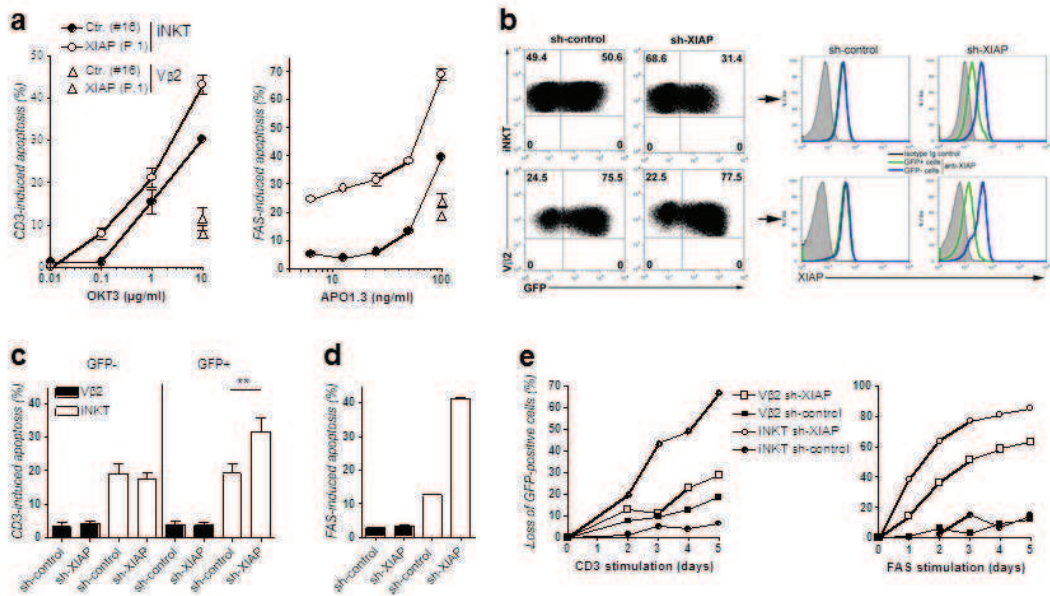 a
Ctr. (#16)
XIAP (P.1)
iNKT
Ctr. (#16)
XIAP (P.1)
Vβ2
CD3-induced apoptosis (%)
50
40
30
20
10
0
0.01 0.1 1 10
OKT3 (µg/ml)
FAS-induced apoptosis (%)
70
60
50
40
30
20
10
0
10 100
APO1.3 (ng/ml)
b
sh-control sh-XIAP
49.4 50.6 68.6 31.4
0 0 0 0
iNKT
24.5 75.5 22.5 77.5
0 0 0 0
Vβ2
GFP
sh-control sh-XIAP
Isotype Ig control
GFP+ cells
GFP- cells
anti-XIAP
XIAP
c
GFP- GFP+
Vβ2
iNKT
**
CD3-induced apoptosis (%)
40
30
20
10
0
sh-control sh-XIAP sh-control sh-XIAP sh-control sh-XIAP sh-control sh-XIAP
d
FAS-induced apoptosis (%)
40
30
20
10
0
sh-control sh-XIAP sh-control sh-XIAP
e
Loss of GFP-positive cells (%)
70
60
50
40
30
20
10
0
0 1 2 3 4 5
CD3 stimulation (days)
Vβ2 sh-XIAP
Vβ2 sh-control
iNKT sh-XIAP
iNKT sh-control
100
80
60
40
20
0
0 1 2 3 4 5
FAS stimulation (days)